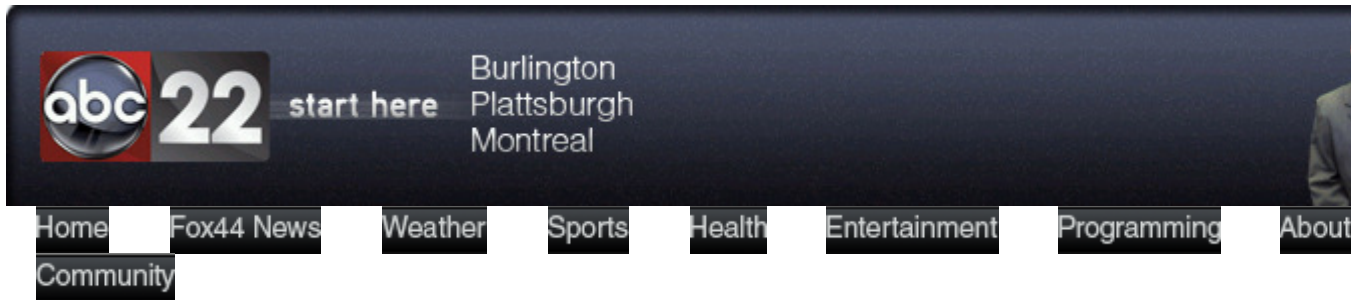 abc 22 start here
Burlington
Plattsburgh
Montreal
Home Fox44 News Weather Sports Health Entertainment Programming About
Community